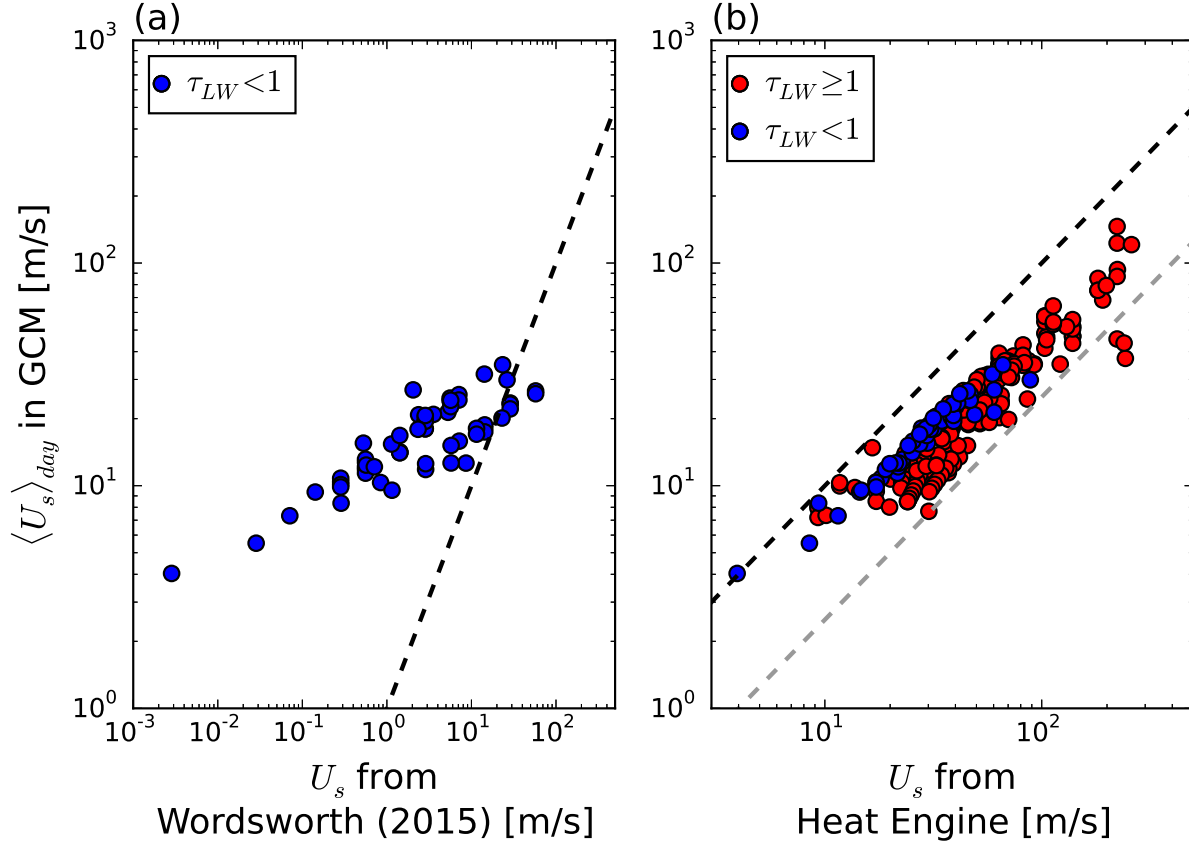 (a)
(b)
⟨U_s⟩_day in GCM [m/s]
10^3
10^2
10^1
10^0
τ_LW<1
10^-3 10^-2 10^-1 10^0 10^1 10^2
U_s from
Wordsworth (2015) [m/s]
10^3
10^2
10^1
10^0
τ_LW≥1
τ_LW<1
10^1 10^2
U_s from
Heat Engine [m/s]